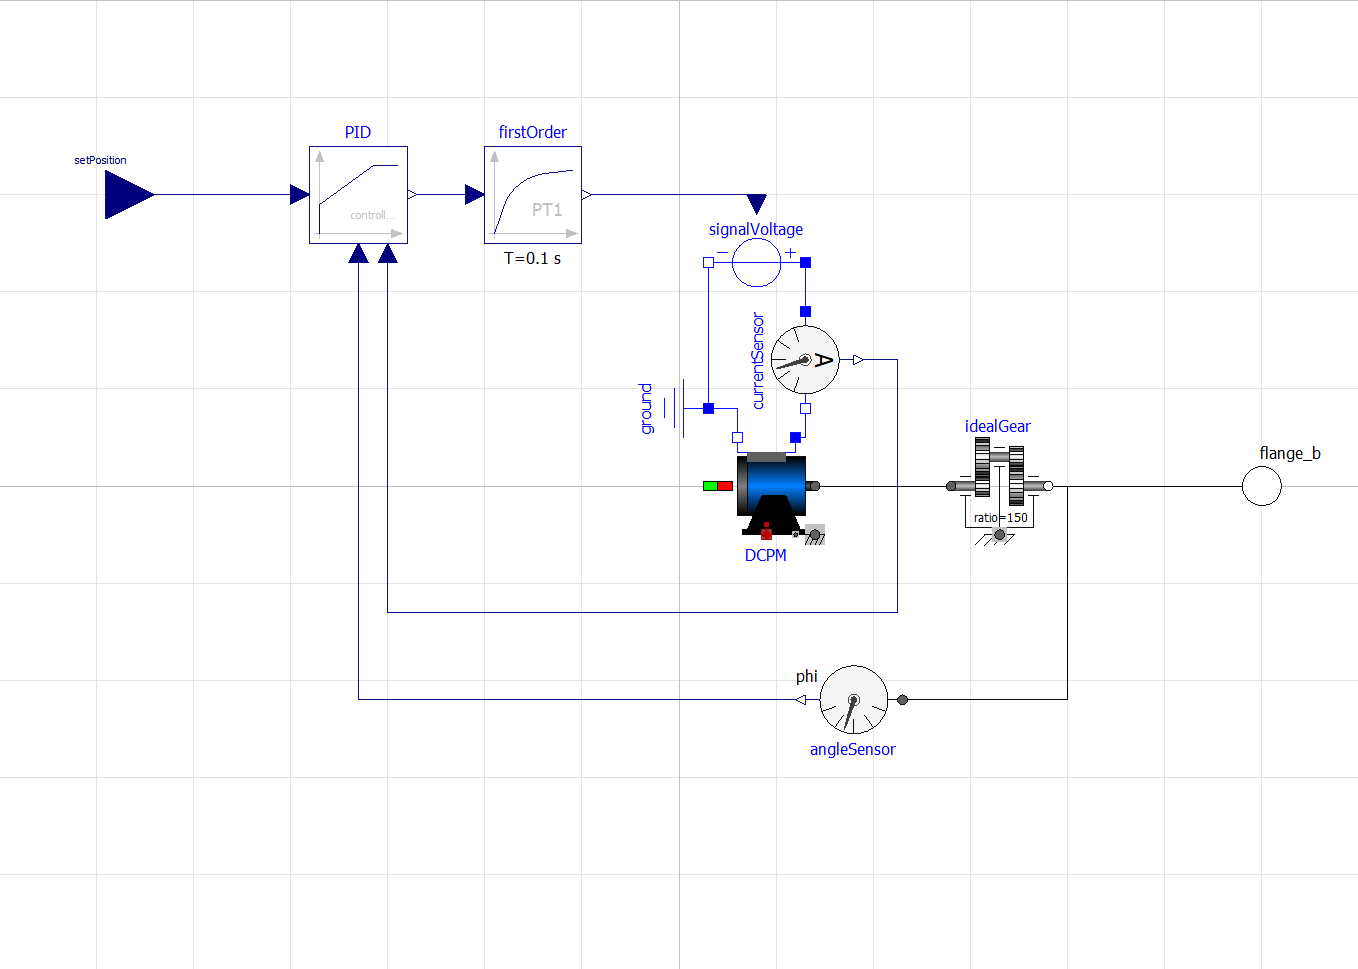 PID
firstOrder
setPosition
controll...
PT1
T=0.1 s
signalVoltage
− +
currentSensor
A
ground
idealGear
flange_b
ratio=150
DCPM
phi
angleSensor